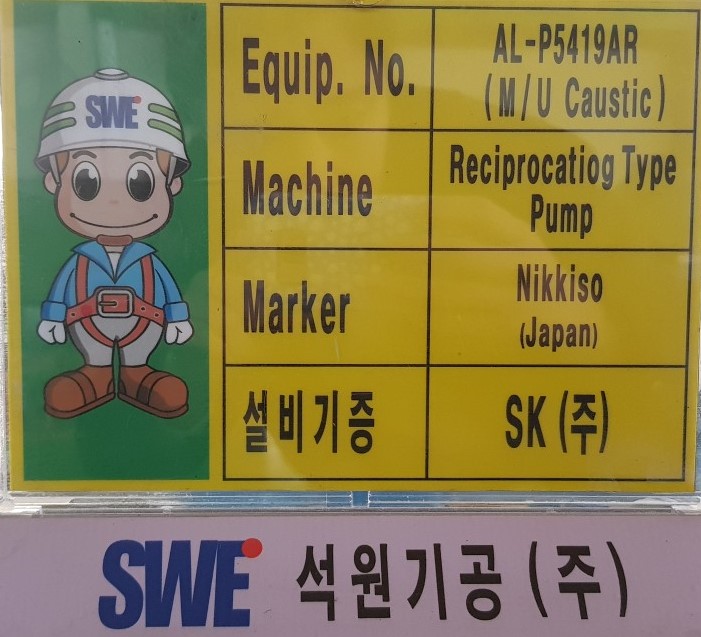 SWE
Equip. No.
AL-P5419AR
(M/U Caustic)
Machine
Reciprocatiog Type
Pump
Marker
Nikkiso
(Japan)
설비기증
SK (주)
SWE 석원기공 (주)